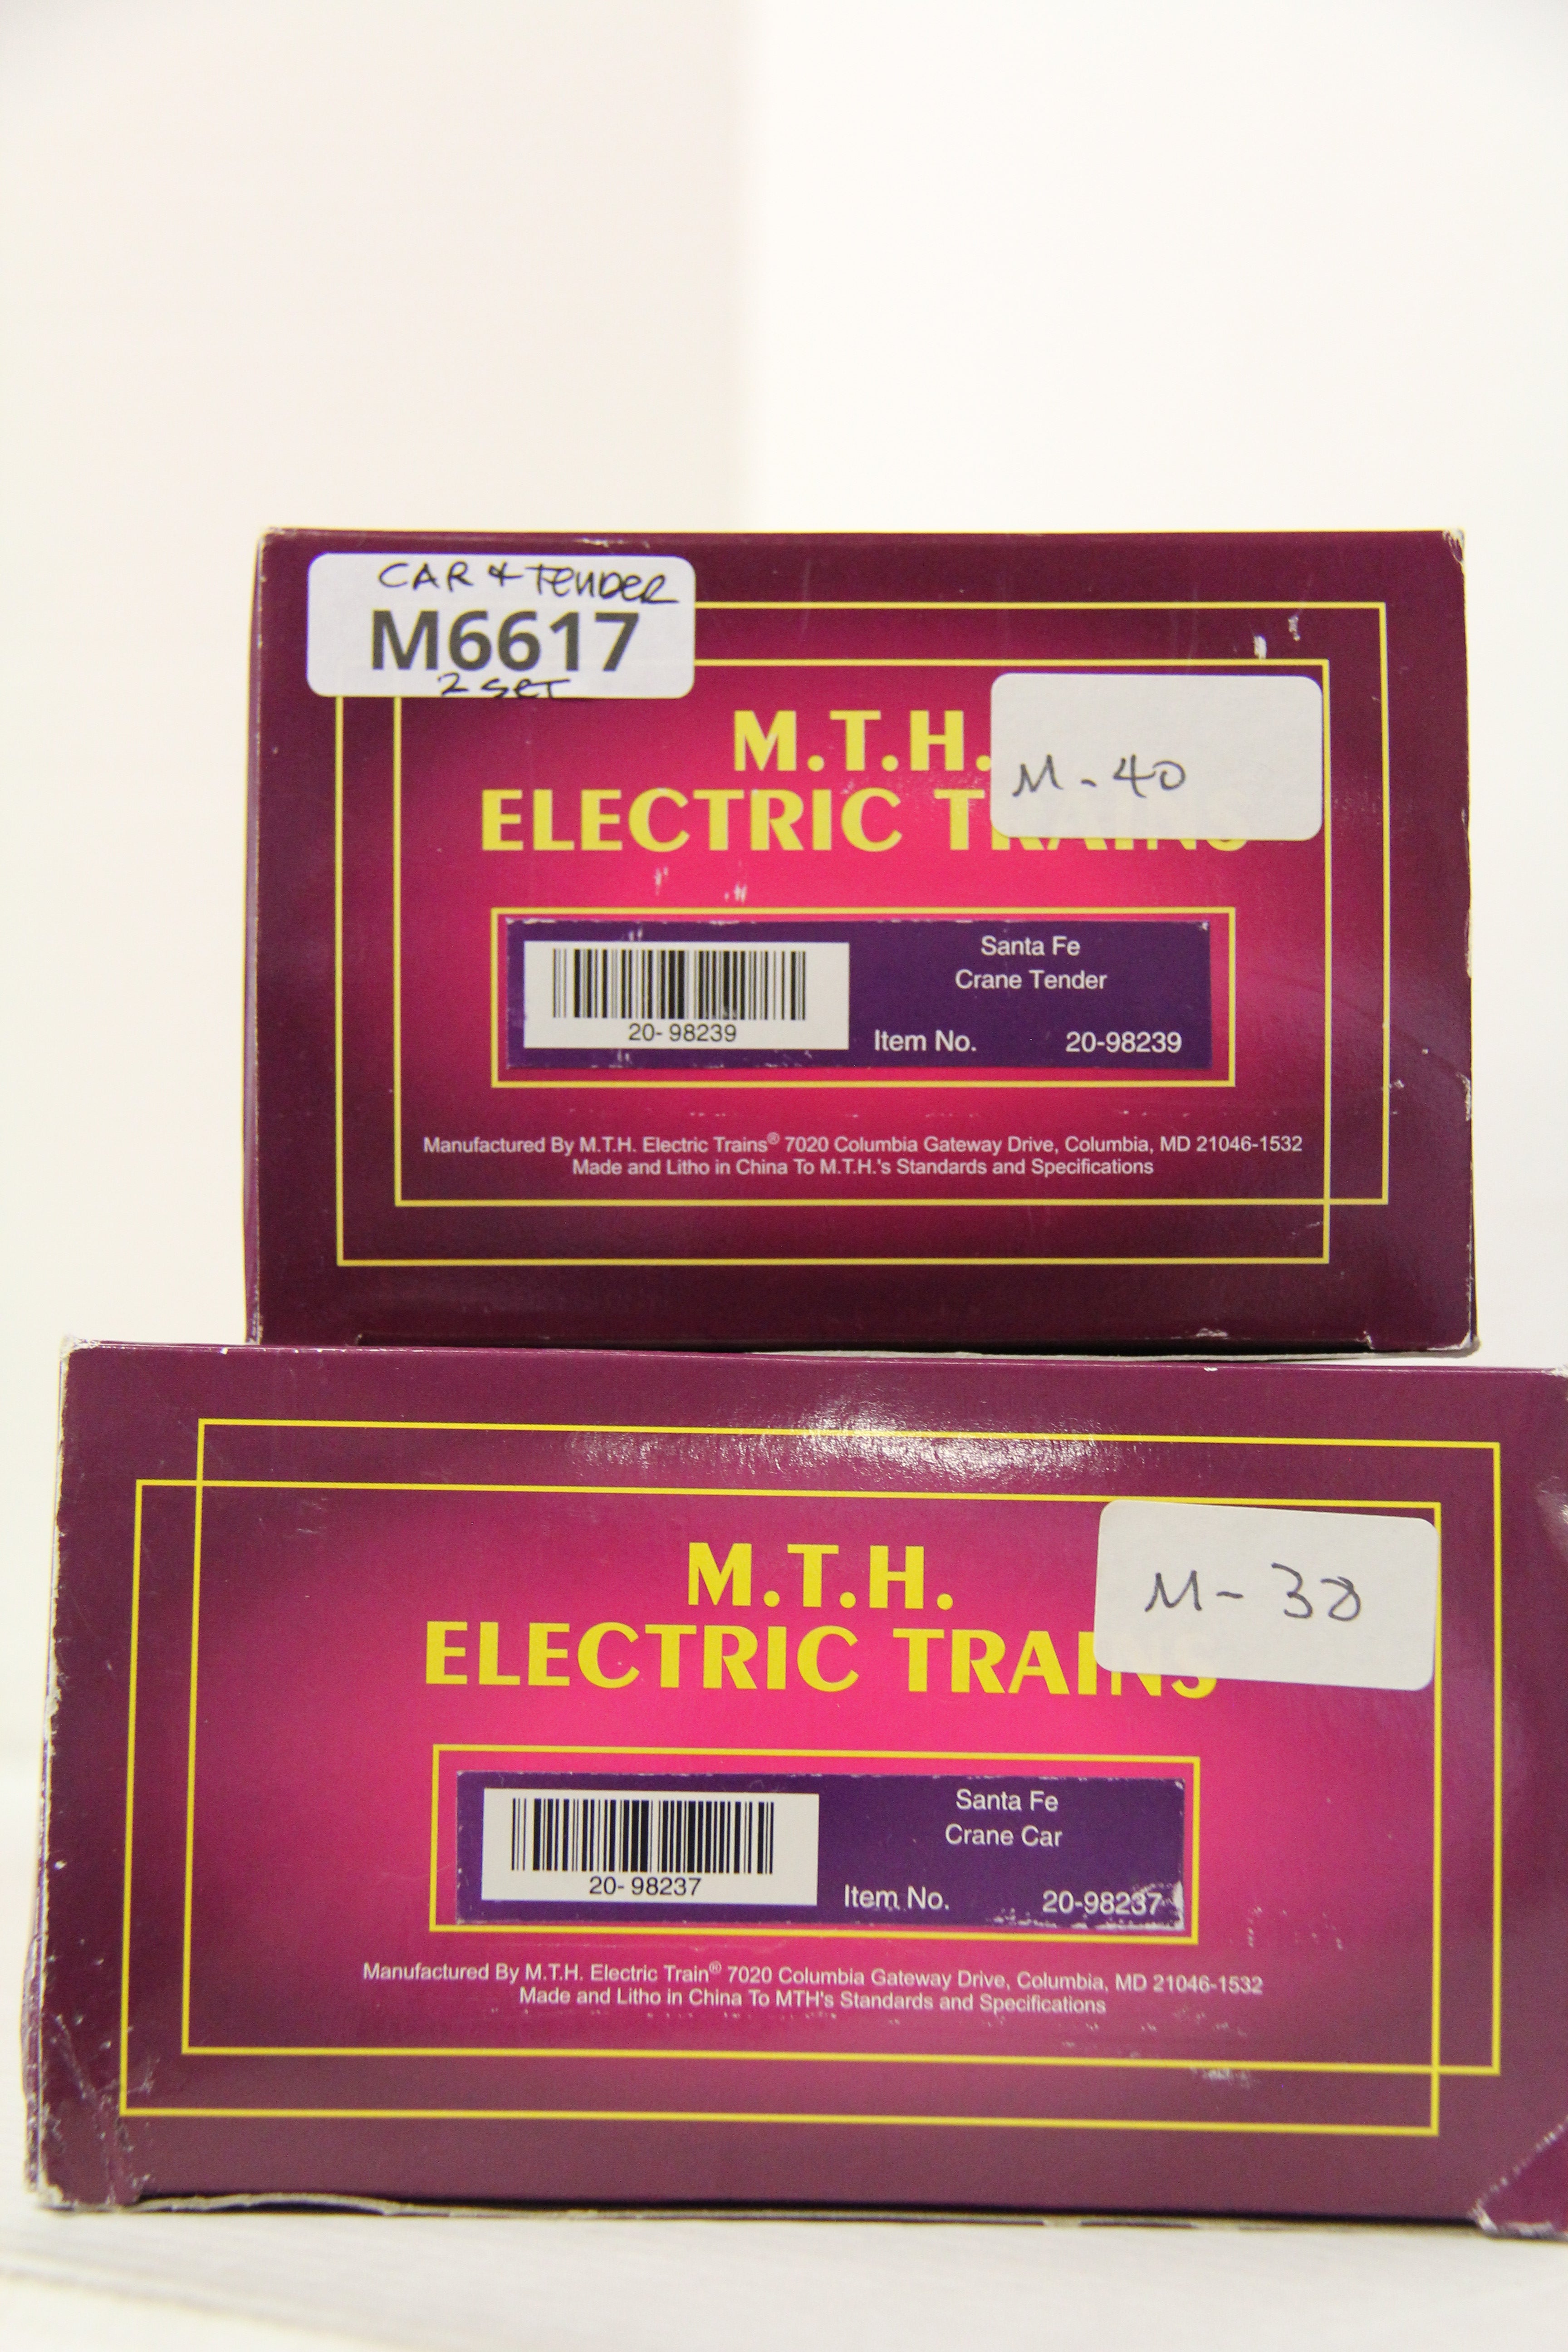 CAR & TENDER
M6617
2 SET
M.T.H.
M-40
ELECTRIC TRAINS
Santa Fe
Crane Tender
20-98239
Item No. 20-98239
Manufactured By M.T.H. Electric Trains® 7020 Columbia Gateway Drive, Columbia, MD 21046-1532
Made and Litho in China To M.T.H.'s Standards and Specifications
M.T.H.
M-38
ELECTRIC TRAINS
Santa Fe
Crane Car
20-98237
Item No. 20-98237
Manufactured By M.T.H. Electric Train® 7020 Columbia Gateway Drive, Columbia, MD 21046-1532
Made and Litho in China To MTH's Standards and Specifications